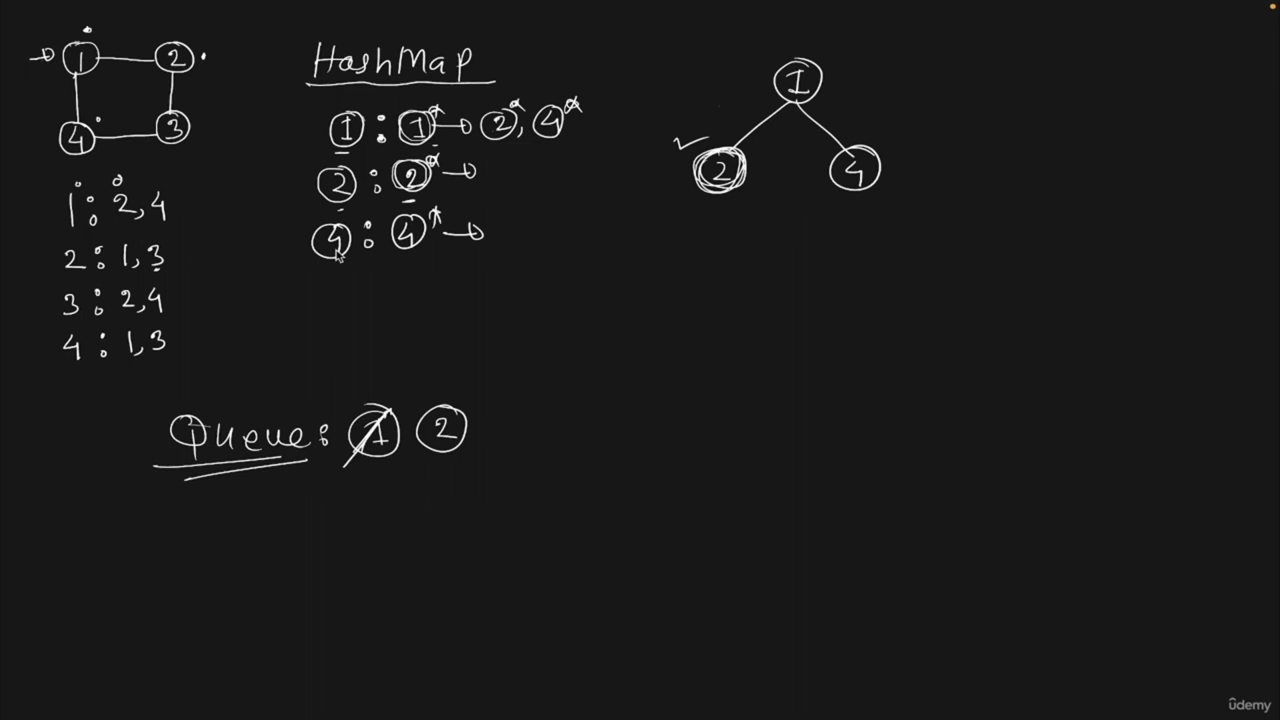 1 2
4 3
1 : 2, 4
2 : 1, 3
3 : 2, 4
4 : 1, 3
HashMap
1 : 1* → 2*, 4*
2 : 2* →
4 : 4* →
Queue: 1 2
1
2 4
ûdemy